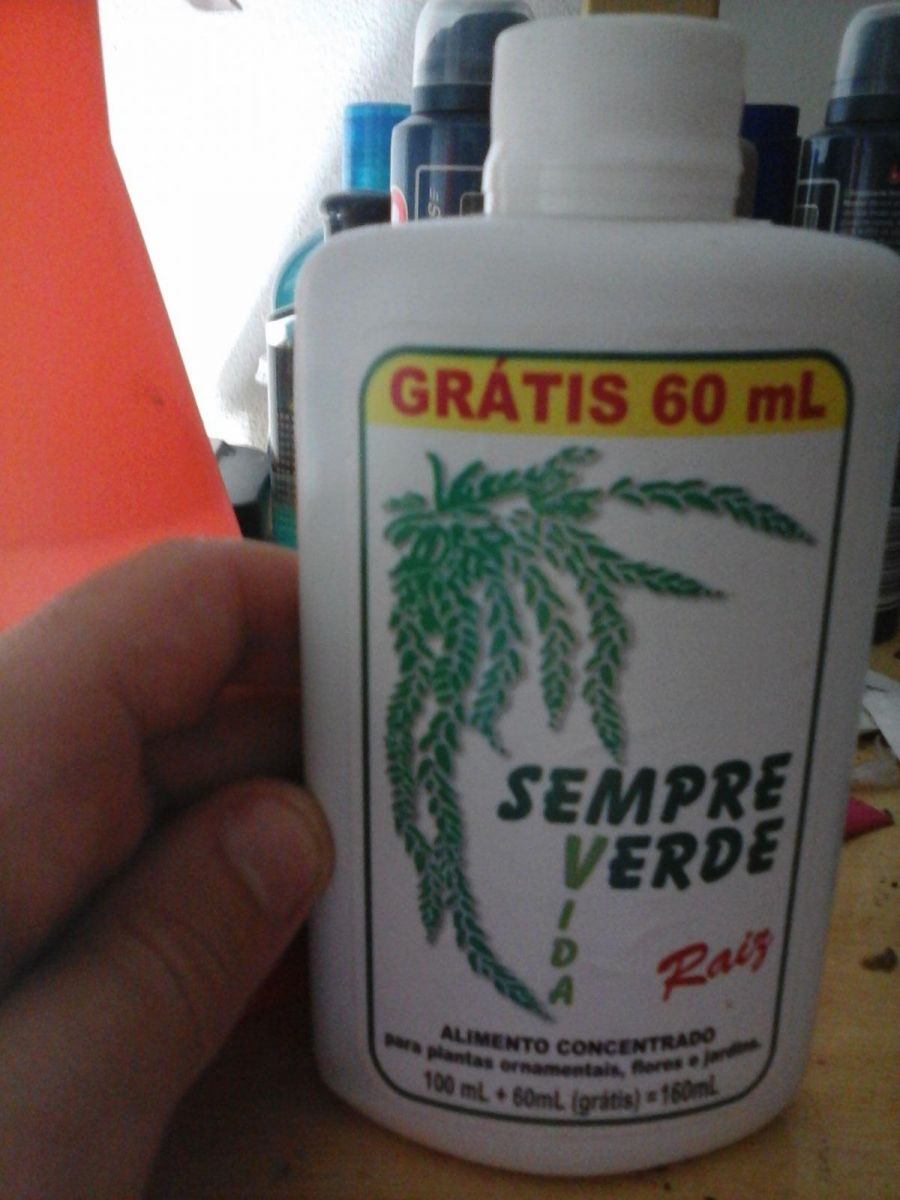 GRÁTIS 60 mL
SEMPRE
VERDE
VIDA
Raiz
ALIMENTO CONCENTRADO
para plantas ornamentais, flores e jardins.
100 mL + 60mL (grátis) = 160mL